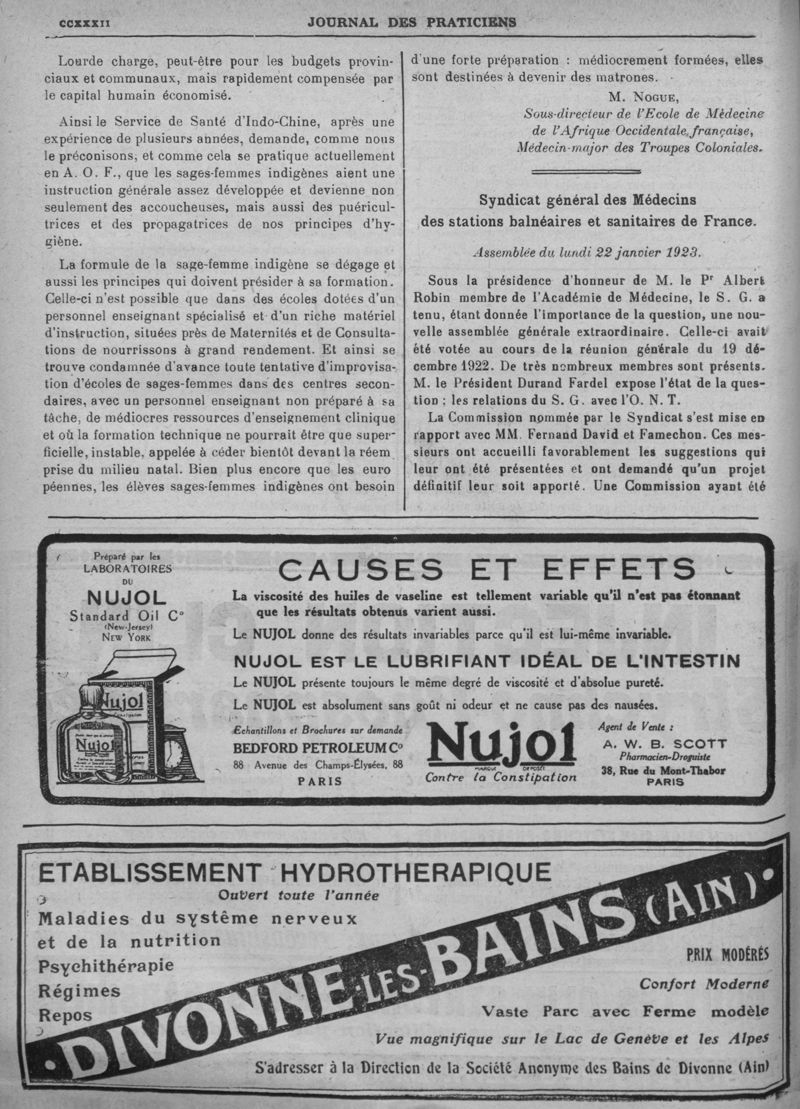 CCXXXII
JOURNAL DES PRATICIENS
Lourde charge, peut-être pour les budgets provin-
ciaux et communaux, mais rapidement compensée par
le capital humain économisé.
Ainsi le Service de Santé d'Indo-Chine, après une
expérience de plusieurs années, demande, comme nous
le préconisons, et comme cela se pratique actuellement
en A. O. F., que les sages-femmes indigènes aient une
instruction générale assez développée et devienne non
seulement des accoucheuses, mais aussi des puéricul-
trices et des propagatrices de nos principes d'hy-
giène.
La formule de la sage-femme indigène se dégage et
aussi les principes qui doivent présider à sa formation.
Celle-ci n'est possible que dans des écoles dotées d'un
personnel enseignant spécialisé et d'un riche matériel
d'instruction, situées près de Maternités et de Consulta-
tions de nourrissons à grand rendement. Et ainsi se
trouve condamnée d'avance toute tentative d'improvisa-
tion d'écoles de sages-femmes dans des centres secon-
daires, avec un personnel enseignant non préparé à sa
tâche, de médiocres ressources d'enseignement clinique
et où la formation technique ne pourrait être que super-
ficielle, instable, appelée à céder bientôt devant la réem
prise du milieu natal. Bien plus encore que les euro
péennes, les élèves sages-femmes indigènes ont besoin
d'une forte préparation : médiocrement formées, elles
sont destinées à devenir des matrones.
M. NOGUE,
Sous-directeur de l'Ecole de Médecine
de l'Afrique Occidentale française,
Médecin-major des Troupes Coloniales.
Syndicat général des Médecins
des stations balnéaires et sanitaires de France.
Assemblée du lundi 22 janvier 1923.
Sous la présidence d'honneur de M. le Pr Albert
Robin membre de l'Académie de Médecine, le S. G. a
tenu, étant donnée l'importance de la question, une nou-
velle assemblée générale extraordinaire. Celle-ci avait
été votée au cours de la réunion générale du 19 dé-
cembre 1922. De très nombreux membres sont présents.
M. le Président Durand Fardel expose l'état de la ques-
tion ; les relations du S. G. avec l'O. N. T.
La Commission nommée par le Syndicat s'est mise en
rapport avec MM. Fernand David et Famechon. Ces mes-
sieurs ont accueilli favorablement les suggestions qui
leur ont été présentées et ont demandé qu'un projet
définitif leur soit apporté. Une Commission ayant été
Préparé par les
LABORATOIRES
DU
NUJOL
Standard Oil Co
(New-Jersey)
NEW YORK
Nujol
Nujol
CAUSES ET EFFETS
La viscosité des huiles de vaseline est tellement variable qu'il n'est pas étonnant
que les résultats obtenus varient aussi.
Le NUJOL donne des résultats invariables parce qu'il est lui-même invariable.
NUJOL EST LE LUBRIFIANT IDÉAL DE L'INTESTIN
Le NUJOL présente toujours le même degré de viscosité et d'absolue pureté.
Le NUJOL est absolument sans goût ni odeur et ne cause pas des nausées.
Echantillons et Brochures sur demande
BEDFORD PETROLEUM Co
88 Avenue des Champs-Élysées, 88
PARIS
Nujol
MARQUE DÉPOSÉE
Contre la Constipation
Agent de Vente :
A. W. B. SCOTT
Pharmacien-Droguiste
38, Rue du Mont-Thabor
PARIS
ETABLISSEMENT HYDROTHERAPIQUE
Ouvert toute l'année
Maladies du système nerveux
et de la nutrition
Psychithérapie
Régimes
Repos
DIVONNE-LES-BAINS (AIN)
PRIX MODÉRÉS
Confort Moderne
Vaste Parc avec Ferme modèle
Vue magnifique sur le Lac de Genève et les Alpes
S'adresser à la Direction de la Société Anonyme des Bains de Divonne (Ain)